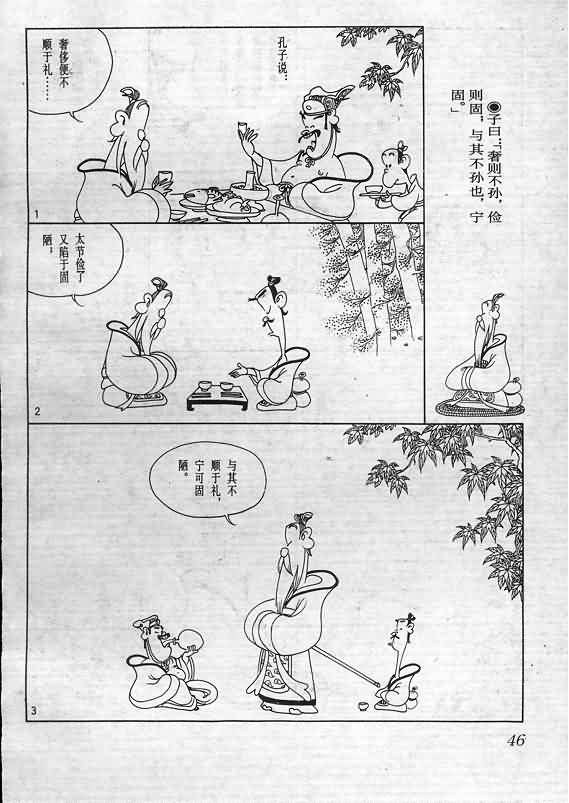 ●子曰：「奢则不孙，俭
则固，与其不孙也，宁
固。」
孔子说：
奢侈便不
顺于礼……
1
太节俭了
又陷于固
陋。
2
与其不
顺于礼，
宁可固
陋。
3
46